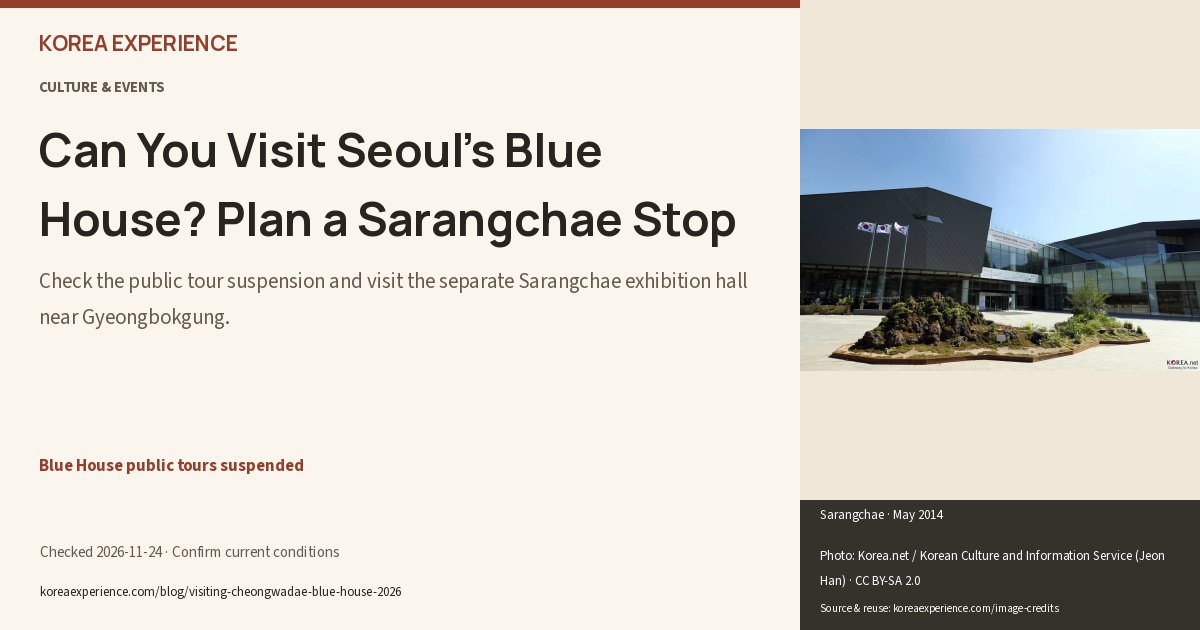 KOREA EXPERIENCE
CULTURE & EVENTS
Can You Visit Seoul’s Blue
House? Plan a Sarangchae Stop
Check the public tour suspension and visit the separate Sarangchae exhibition hall
near Gyeongbokgung.
Blue House public tours suspended
Checked 2026-11-24 · Confirm current conditions
koreaexperience.com/blog/visiting-cheongwadae-blue-house-2026
KOREA.net
Sarangchae · May 2014
Photo: Korea.net / Korean Culture and Information Service (Jeon
Han) · CC BY-SA 2.0
Source & reuse: koreaexperience.com/image-credits